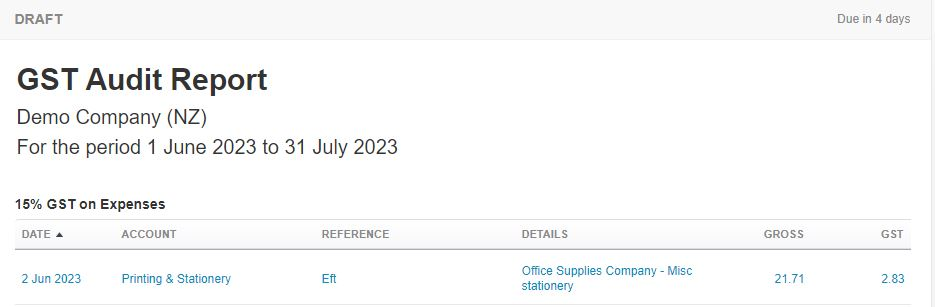 DRAFT Due in 4 days
GST Audit Report
Demo Company (NZ)
For the period 1 June 2023 to 31 July 2023
15% GST on Expenses
DATE ACCOUNT REFERENCE DETAILS GROSS GST
2 Jun 2023 Printing & Stationery Eft Office Supplies Company - Misc 21.71 2.83
stationery